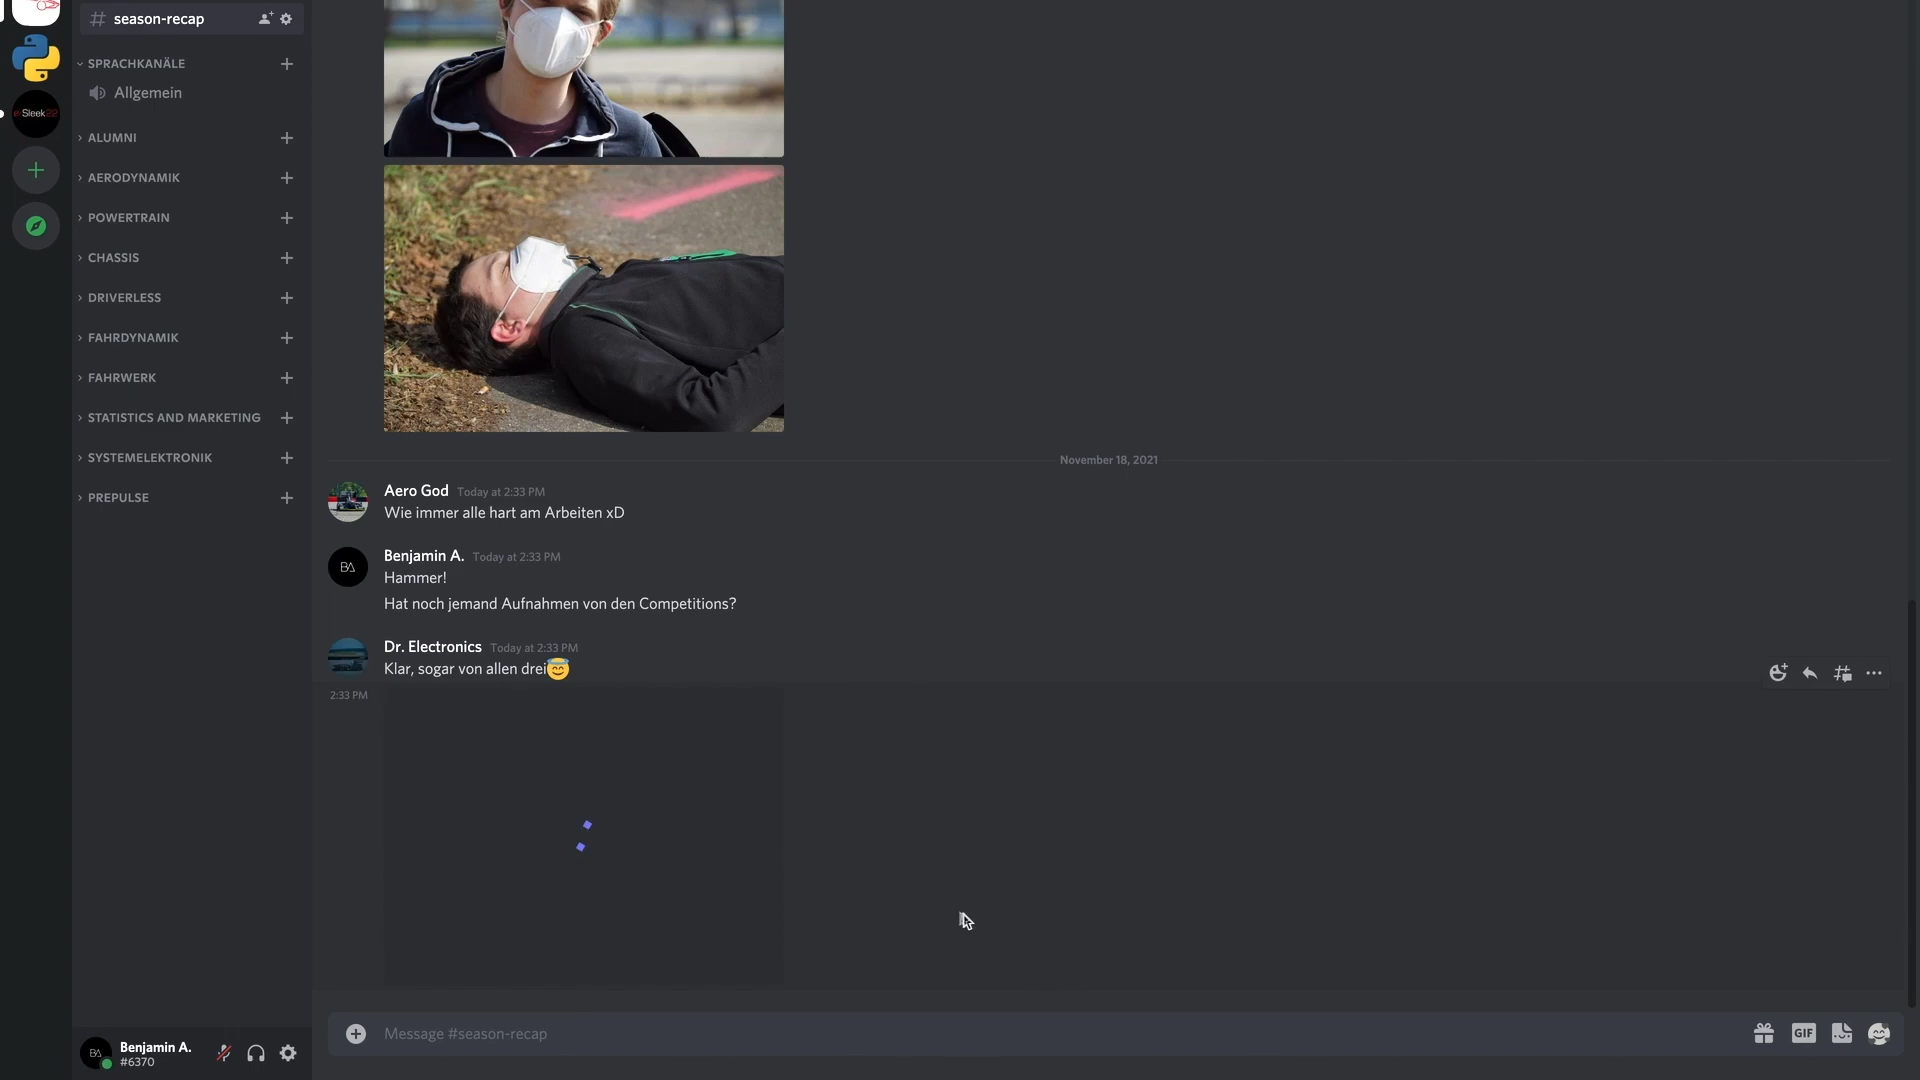 season-recap
SPRACHKANÄLE
Allgemein
e-Sleek22
ALUMNI
AERODYNAMIK
POWERTRAIN
CHASSIS
DRIVERLESS
FAHRDYNAMIK
FAHRWERK
STATISTICS AND MARKETING
SYSTEMELEKTRONIK
PREPULSE
November 18, 2021
Aero God Today at 2:33 PM
Wie immer alle hart am Arbeiten xD
BA
Benjamin A. Today at 2:33 PM
Hammer!
Hat noch jemand Aufnahmen von den Competitions?
Dr. Electronics Today at 2:33 PM
Klar, sogar von allen drei😇
2:33 PM
Message #season-recap
GIF
BA
Benjamin A.
#6370